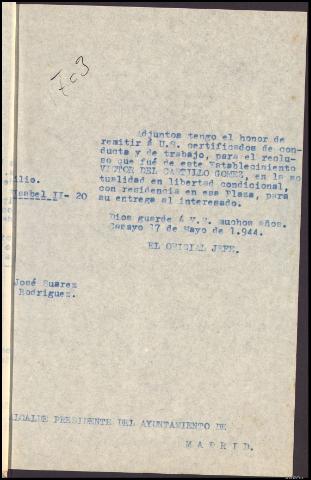 7c3
Adjuntos tengo el honor de
remitir á U.S. certificados de con-
ducta y de trabajo, para el reclu-
so que fué de este Establecimiento
VICTOR DEL CASTILLO GOMEZ, en la ac
tualidad en libertad condicional,
con residencia en esa Plaza, para
su entrega al interesado.
ilio.
Isabel II- 20
Dios guarde á V.S. muchos años.
17 de Mayo de 1.944.
EL OFICIAL JEFE.
José Suarez
Rodriguez.
ALCALDE PRESIDENTE DEL AYUNTAMIENTO DE
M A D R I D.